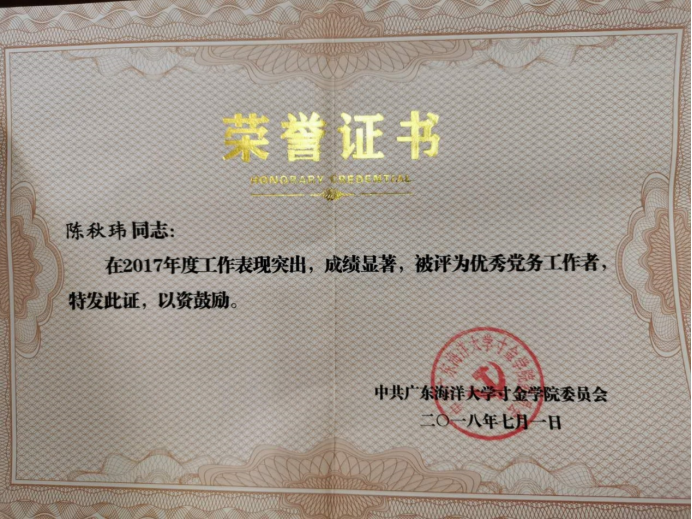 荣誉证书
HONORARY CREDENTIAL
陈秋玮同志：
在2017年度工作表现突出，成绩显著，被评为优秀党务工作者，
特发此证，以资鼓励。
中共广东海洋大学寸金学院委员会
二〇一八年七月一日